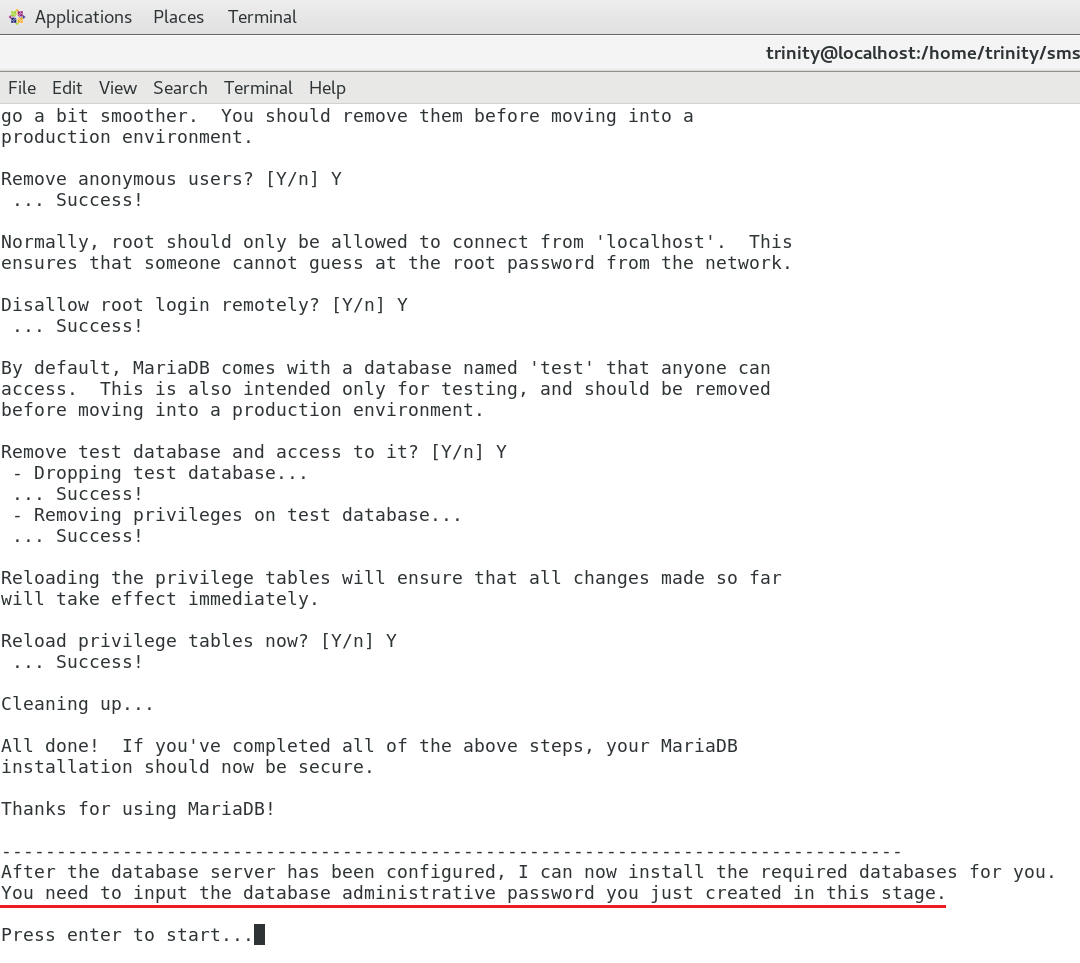 Applications Places Terminal
trinity@localhost:/home/trinity/sms
File Edit View Search Terminal Help
go a bit smoother.  You should remove them before moving into a
production environment.

Remove anonymous users? [Y/n] Y
 ... Success!

Normally, root should only be allowed to connect from 'localhost'.  This
ensures that someone cannot guess at the root password from the network.

Disallow root login remotely? [Y/n] Y
 ... Success!

By default, MariaDB comes with a database named 'test' that anyone can
access.  This is also intended only for testing, and should be removed
before moving into a production environment.

Remove test database and access to it? [Y/n] Y
 - Dropping test database...
 ... Success!
 - Removing privileges on test database...
 ... Success!

Reloading the privilege tables will ensure that all changes made so far
will take effect immediately.

Reload privilege tables now? [Y/n] Y
 ... Success!

Cleaning up...

All done!  If you've completed all of the above steps, your MariaDB
installation should now be secure.

Thanks for using MariaDB!

----------------------------------------------------------------------------------
After the database server has been configured, I can now install the required databases for you.
You need to input the database administrative password you just created in this stage.

Press enter to start...